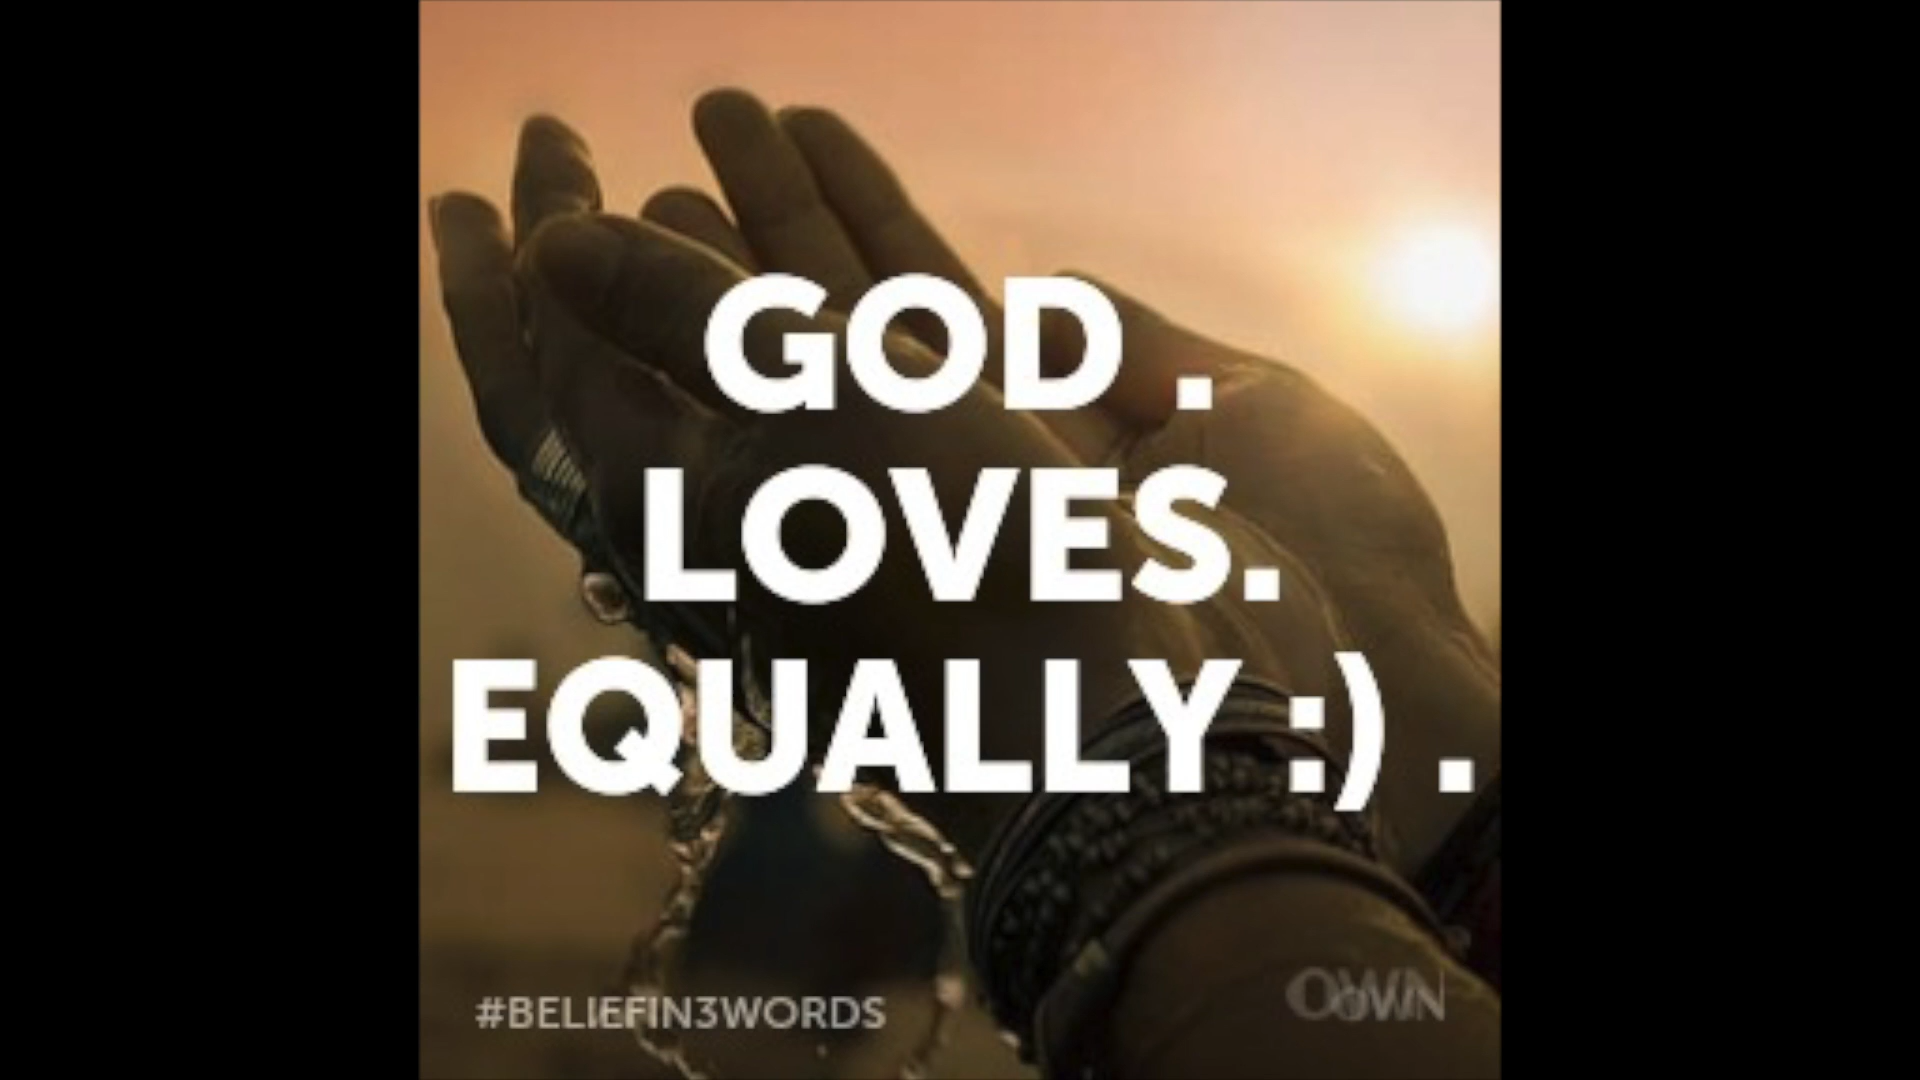 GOD .
LOVES.
EQUALLY :) .
#BELIEFIN3WORDS
OWN